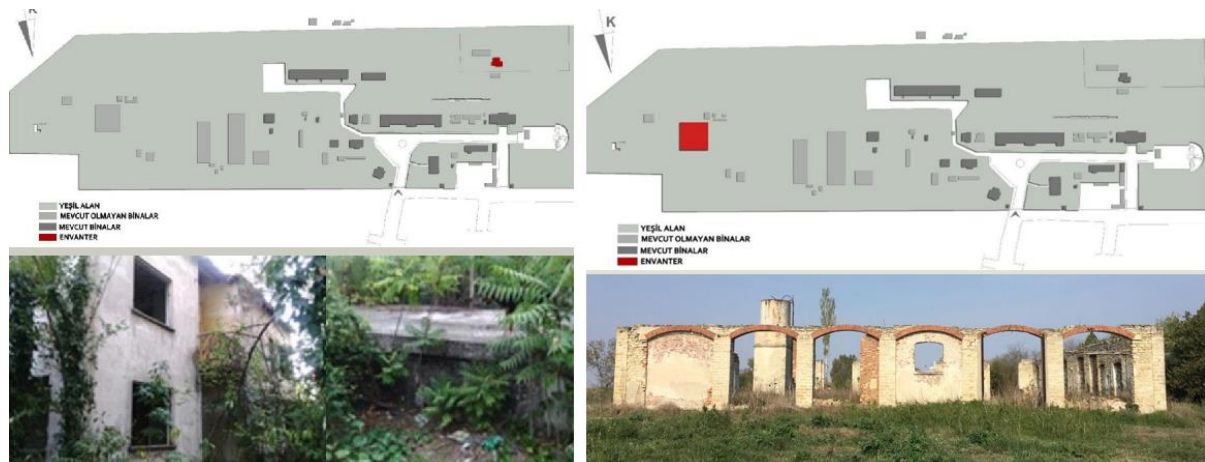 K
YEŞİL ALAN
MEVCUT OLMAYAN BİNALAR
MEVCUT BİNALAR
ENVANTER
K
YEŞİL ALAN
MEVCUT OLMAYAN BİNALAR
MEVCUT BİNALAR
ENVANTER